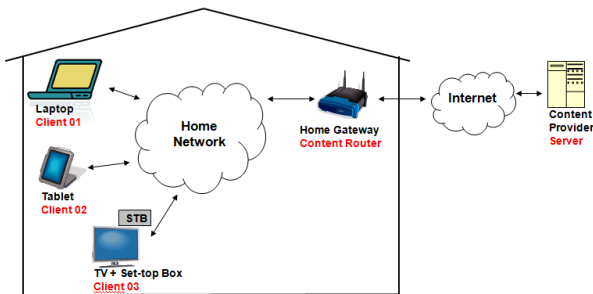 Laptop
Client 01
Home
Network
Home Gateway
Content Router
Internet
Content
Provider
Server
Tablet
Client 02
STB
TV + Set-top Box
Client 03